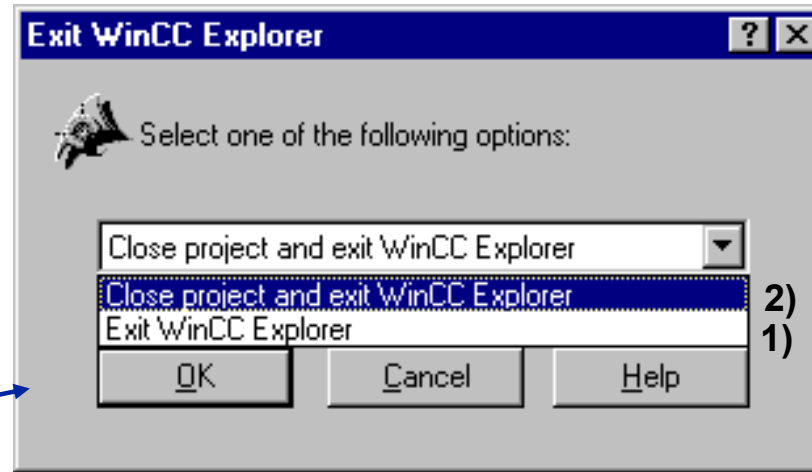 Exit WinCC Explorer
Select one of the following options:
Close project and exit WinCC Explorer
Close project and exit WinCC Explorer 2)
Exit WinCC Explorer 1)
OK Cancel Help